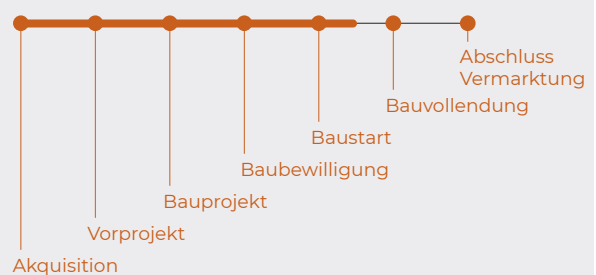 Abschluss
Vermarktung
Bauvollendung
Baustart
Baubewilligung
Bauprojekt
Vorprojekt
Akquisition